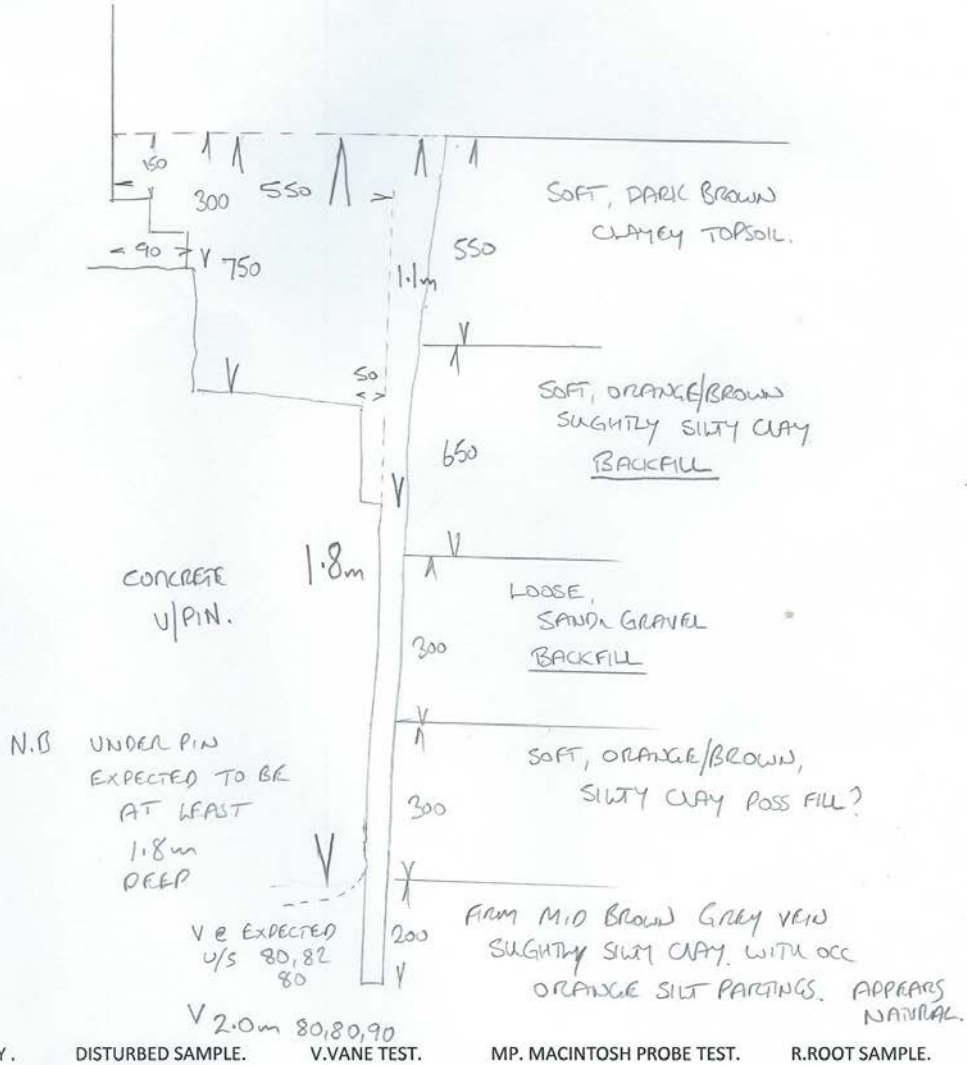 150
300
550
SOFT, DARK BROWN
CLAYEY TOPSOIL.
90
750
1.1m
550
50
SOFT, ORANGE/BROWN
SLIGHTLY SILTY CLAY
BACKFILL
650
CONCRETE
U/PIN.
1.8m
LOOSE,
SANDY GRAVEL
BACKFILL
300
N.B UNDER PIN
EXPECTED TO BE
AT LEAST
1.8m
DEEP
SOFT, ORANGE/BROWN,
SILTY CLAY POSS FILL?
300
V @ EXPECTED
U/S 80,82
80
200
FIRM MID BROWN GREY VEIN
SLIGHTLY SILTY CLAY. WITH OCC
ORANGE SILT PARTINGS. APPEARS
NATURAL.
V 2.0m 80,80,90
Y. DISTURBED SAMPLE. V.VANE TEST. MP. MACINTOSH PROBE TEST. R.ROOT SAMPLE.